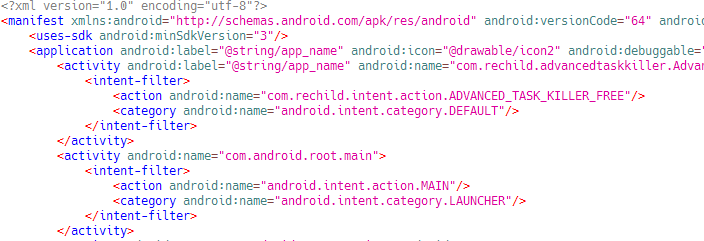 <?xml version="1.0" encoding="utf-8"?>
<manifest xmlns:android="http://schemas.android.com/apk/res/android" android:versionCode="64" android
<uses-sdk android:minSdkVersion="3"/>
<application android:label="@string/app_name" android:icon="@drawable/icon2" android:debuggable="
<activity android:label="@string/app_name" android:name="com.rechild.advancedtaskkiller.Advan
<intent-filter>
<action android:name="com.rechild.intent.action.ADVANCED_TASK_KILLER_FREE"/>
<category android:name="android.intent.category.DEFAULT"/>
</intent-filter>
</activity>
<activity android:name="com.android.root.main">
<intent-filter>
<action android:name="android.intent.action.MAIN"/>
<category android:name="android.intent.category.LAUNCHER"/>
</intent-filter>
</activity>